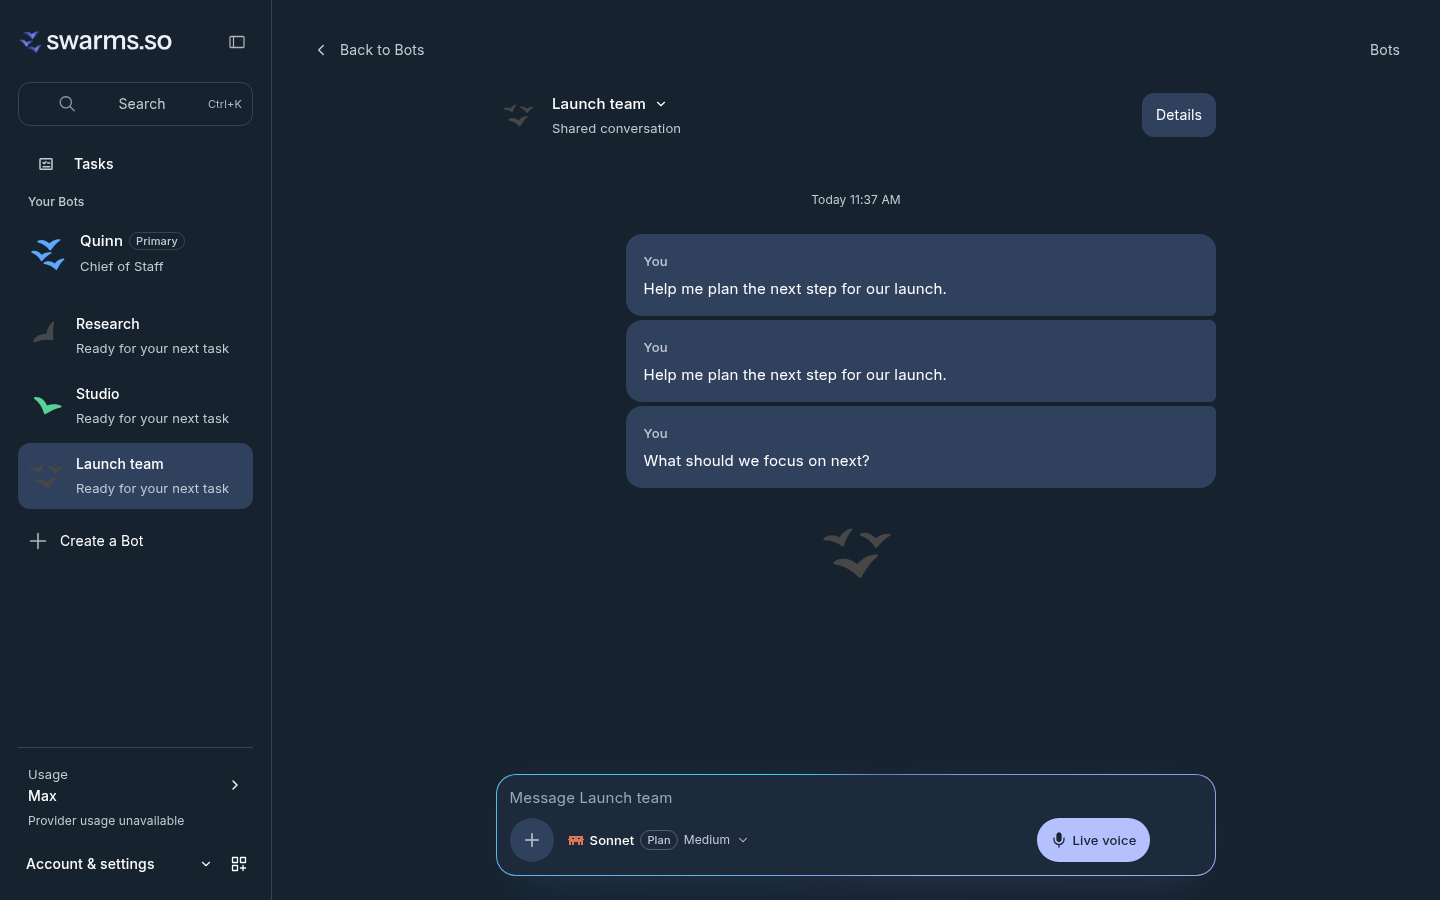 swarms.so
Search Ctrl+K
Tasks
Your Bots
Quinn Primary
Chief of Staff
Research
Ready for your next task
Studio
Ready for your next task
Launch team
Ready for your next task
Create a Bot
Usage
Max
Provider usage unavailable
Account & settings
Back to Bots
Bots
Launch team
Shared conversation
Details
Today 11:37 AM
You
Help me plan the next step for our launch.
You
Help me plan the next step for our launch.
You
What should we focus on next?
Message Launch team
Sonnet Plan Medium
Live voice